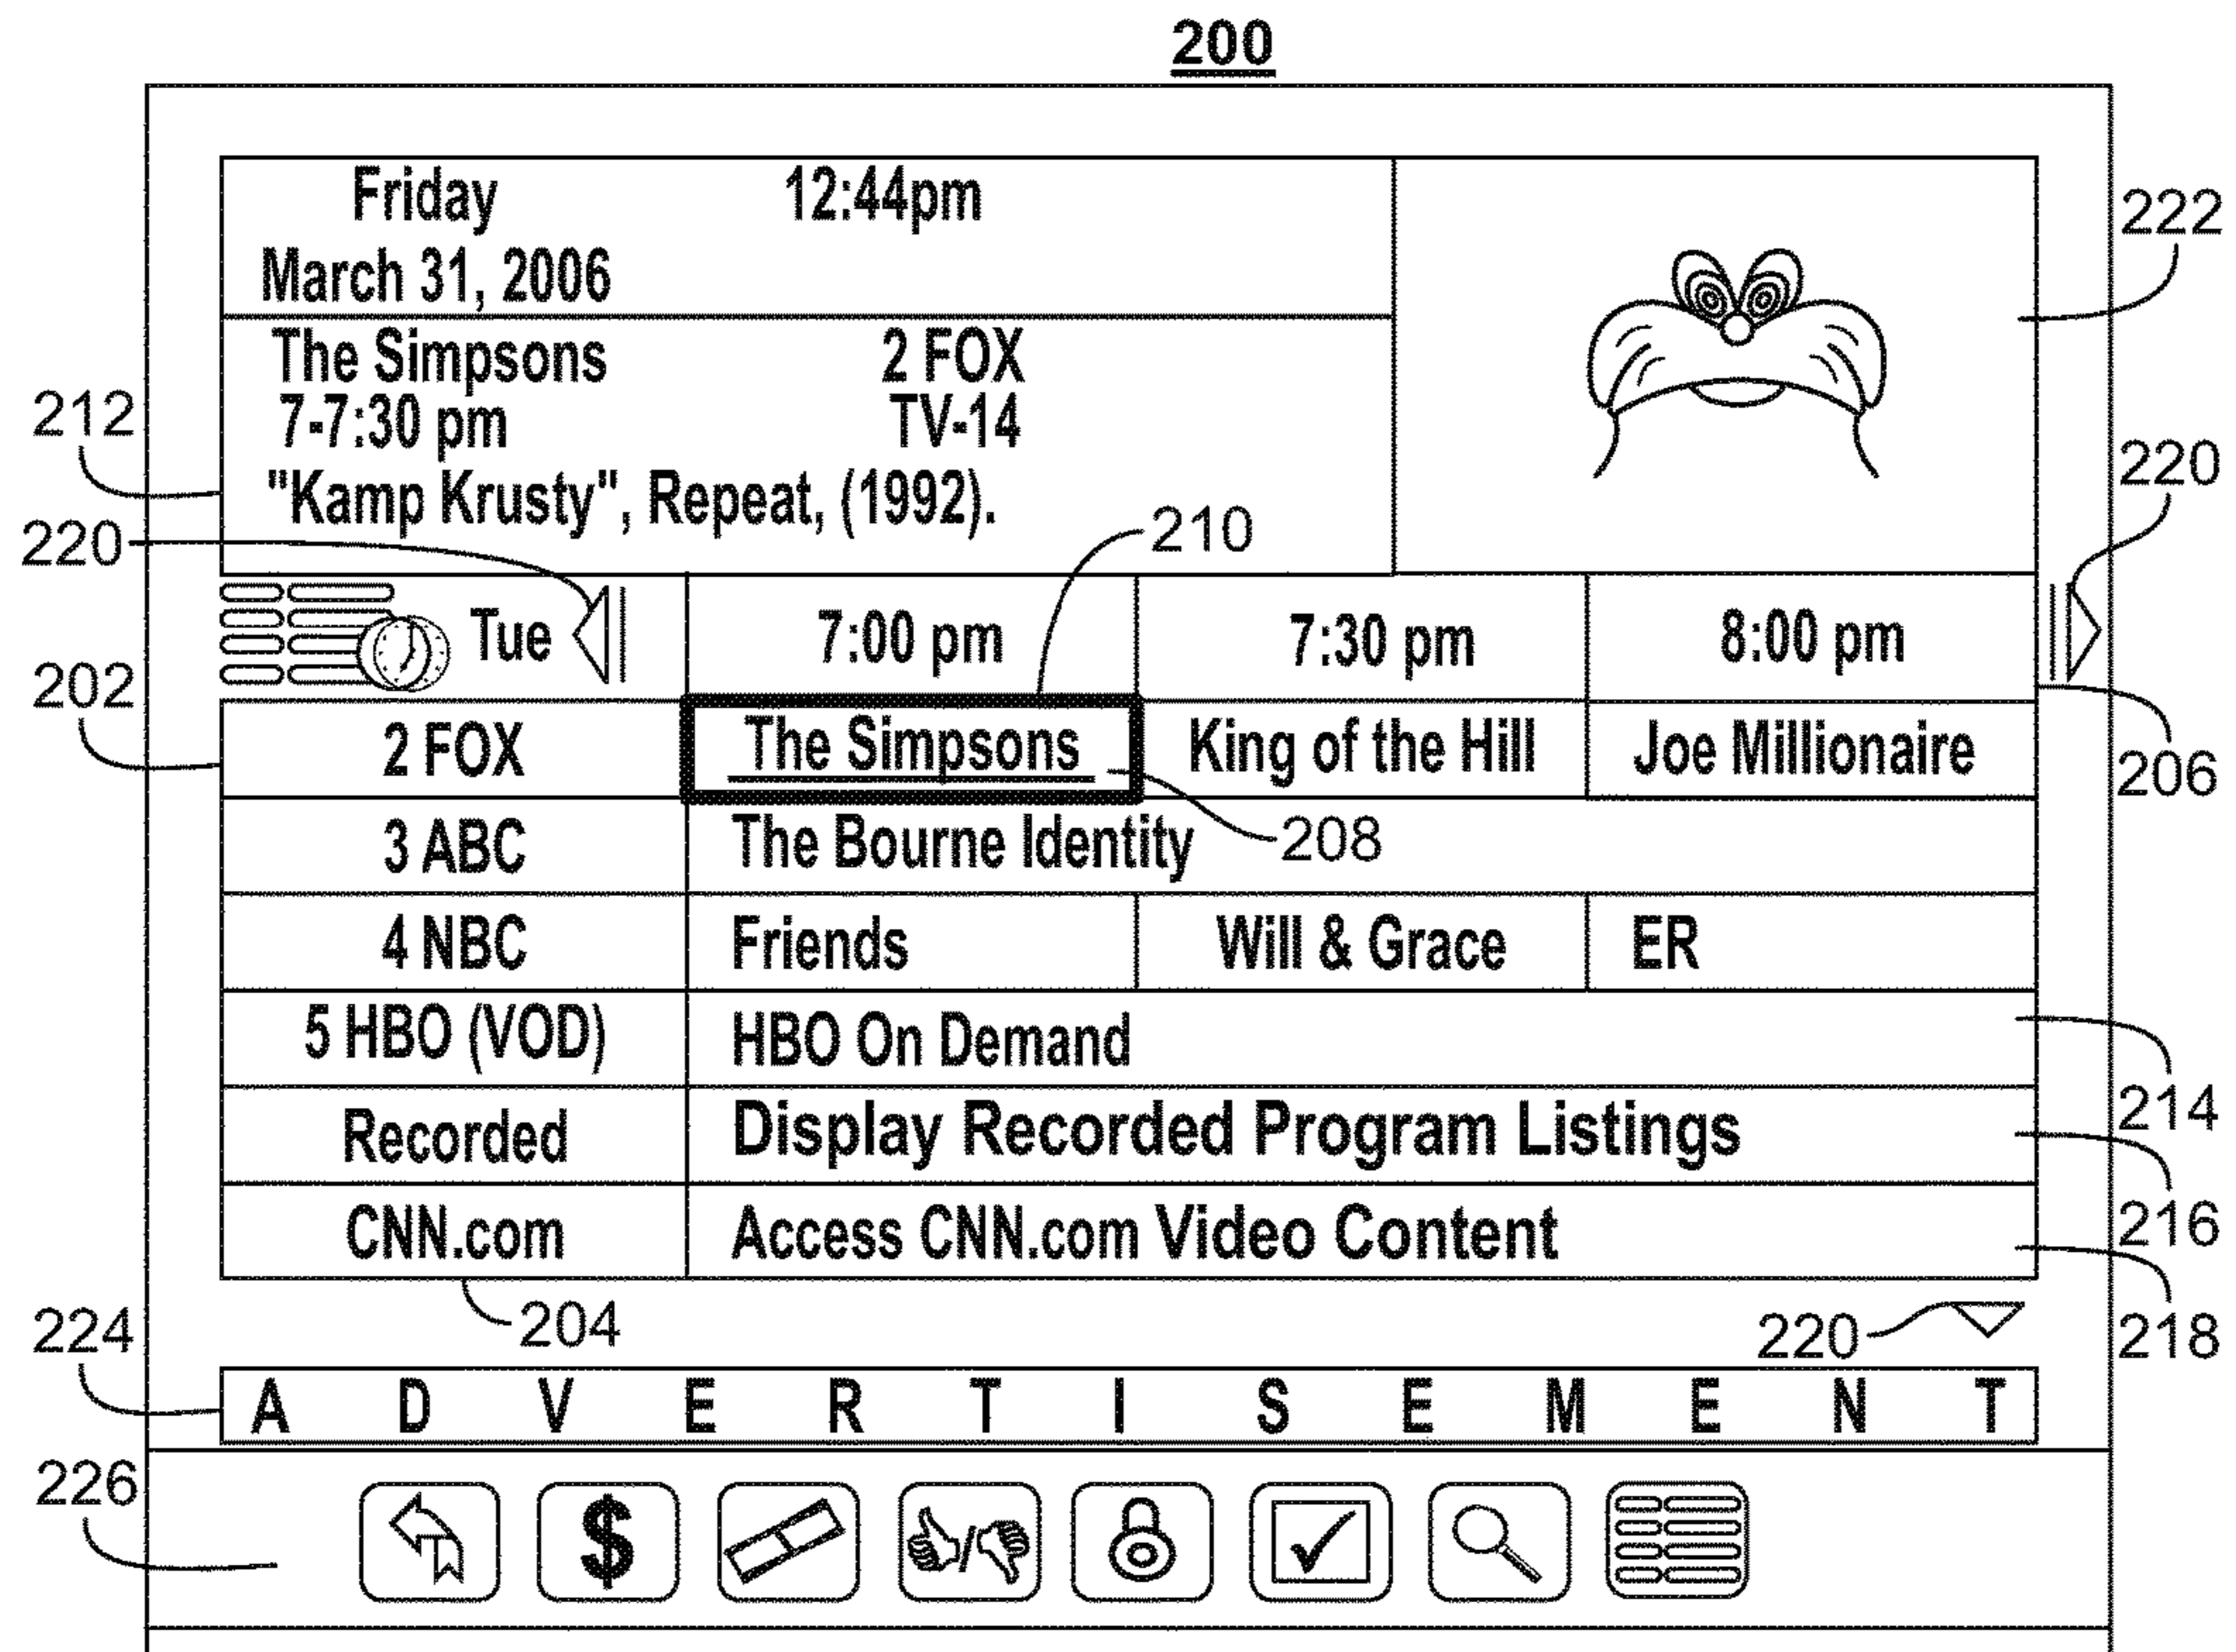 200
Friday 12:44pm
March 31, 2006
222
The Simpsons 2 FOX
212 7-7:30 pm TV-14
220
"Kamp Krusty", Repeat, (1992).
220 210
Tue 7:00 pm 7:30 pm 8:00 pm
202
2 FOX The Simpsons King of the Hill Joe Millionaire
206
3 ABC The Bourne Identity 208
4 NBC Friends Will & Grace ER
5 HBO (VOD) HBO On Demand
214
Recorded Display Recorded Program Listings
216
CNN.com Access CNN.com Video Content
224 204 220 218
A D V E R T I S E M E N T
226
$ /